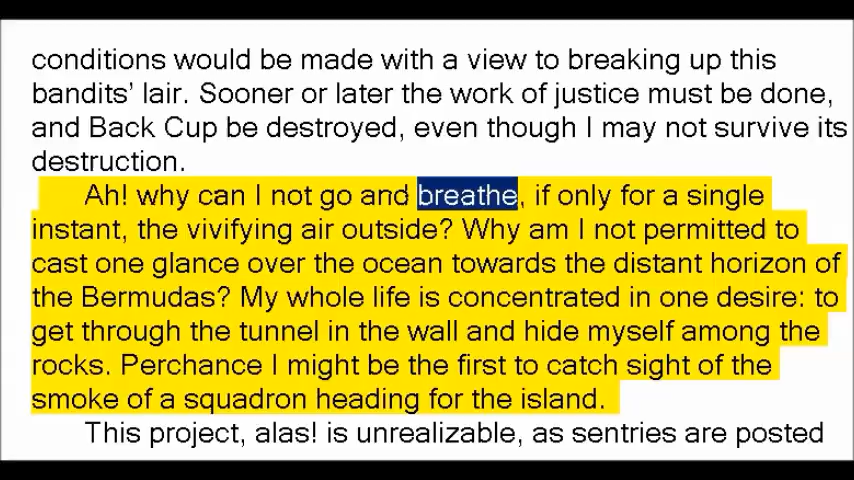 conditions would be made with a view to breaking up this
bandits’ lair. Sooner or later the work of justice must be done,
and Back Cup be destroyed, even though I may not survive its
destruction.
Ah! why can I not go and breathe, if only for a single
instant, the vivifying air outside? Why am I not permitted to
cast one glance over the ocean towards the distant horizon of
the Bermudas? My whole life is concentrated in one desire: to
get through the tunnel in the wall and hide myself among the
rocks. Perchance I might be the first to catch sight of the
smoke of a squadron heading for the island.
This project, alas! is unrealizable, as sentries are posted